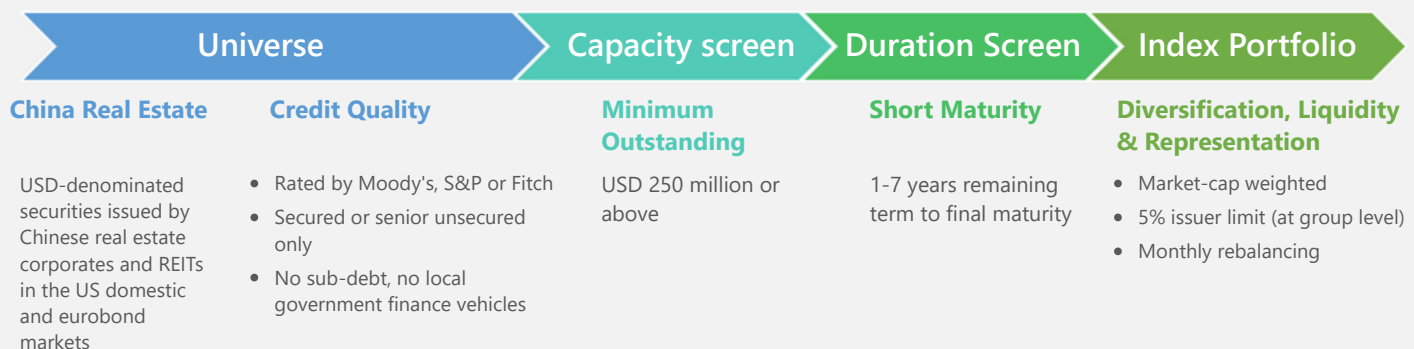 Universe
Capacity screen
Duration Screen
Index Portfolio
China Real Estate
USD-denominated
securities issued by
Chinese real estate
corporates and REITs
in the US domestic
and eurobond
markets
Credit Quality
• Rated by Moody's, S&P or Fitch
• Secured or senior unsecured
only
• No sub-debt, no local
government finance vehicles
Minimum
Outstanding
USD 250 million or
above
Short Maturity
1-7 years remaining
term to final maturity
Diversification, Liquidity
& Representation
• Market-cap weighted
• 5% issuer limit (at group level)
• Monthly rebalancing